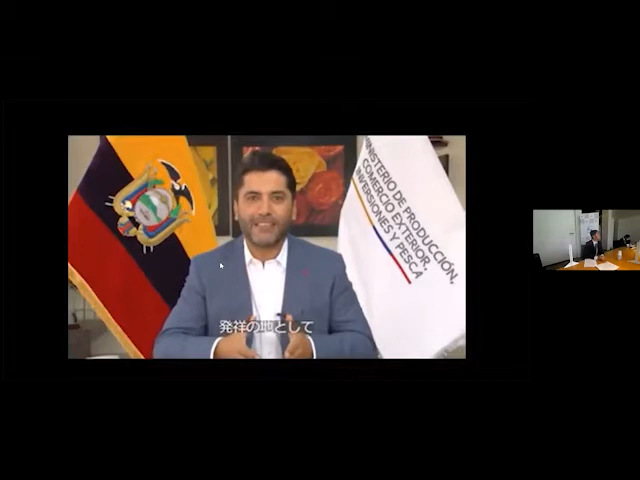 MINISTERIO DE PRODUCCIÓN,
COMERCIO EXTERIOR,
INVERSIONES Y PESCA
発祥の地として